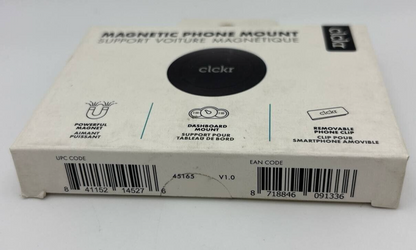 MAGNETIC PHONE MOUNT
SUPPORT VOITURE MAGNÉTIQUE
clckr
clckr
POWERFUL
MAGNET
AIMANT
PUISSANT
DASHBOARD
MOUNT
SUPPORT POUR
TABLEAU DE BORD
clckr
REMOVABLE
PHONE CLIP
CLIP POUR
SMARTPHONE AMOVIBLE
UPC CODE
8 41152 14527 6
45165 V1.0
EAN CODE
8 718846 091336